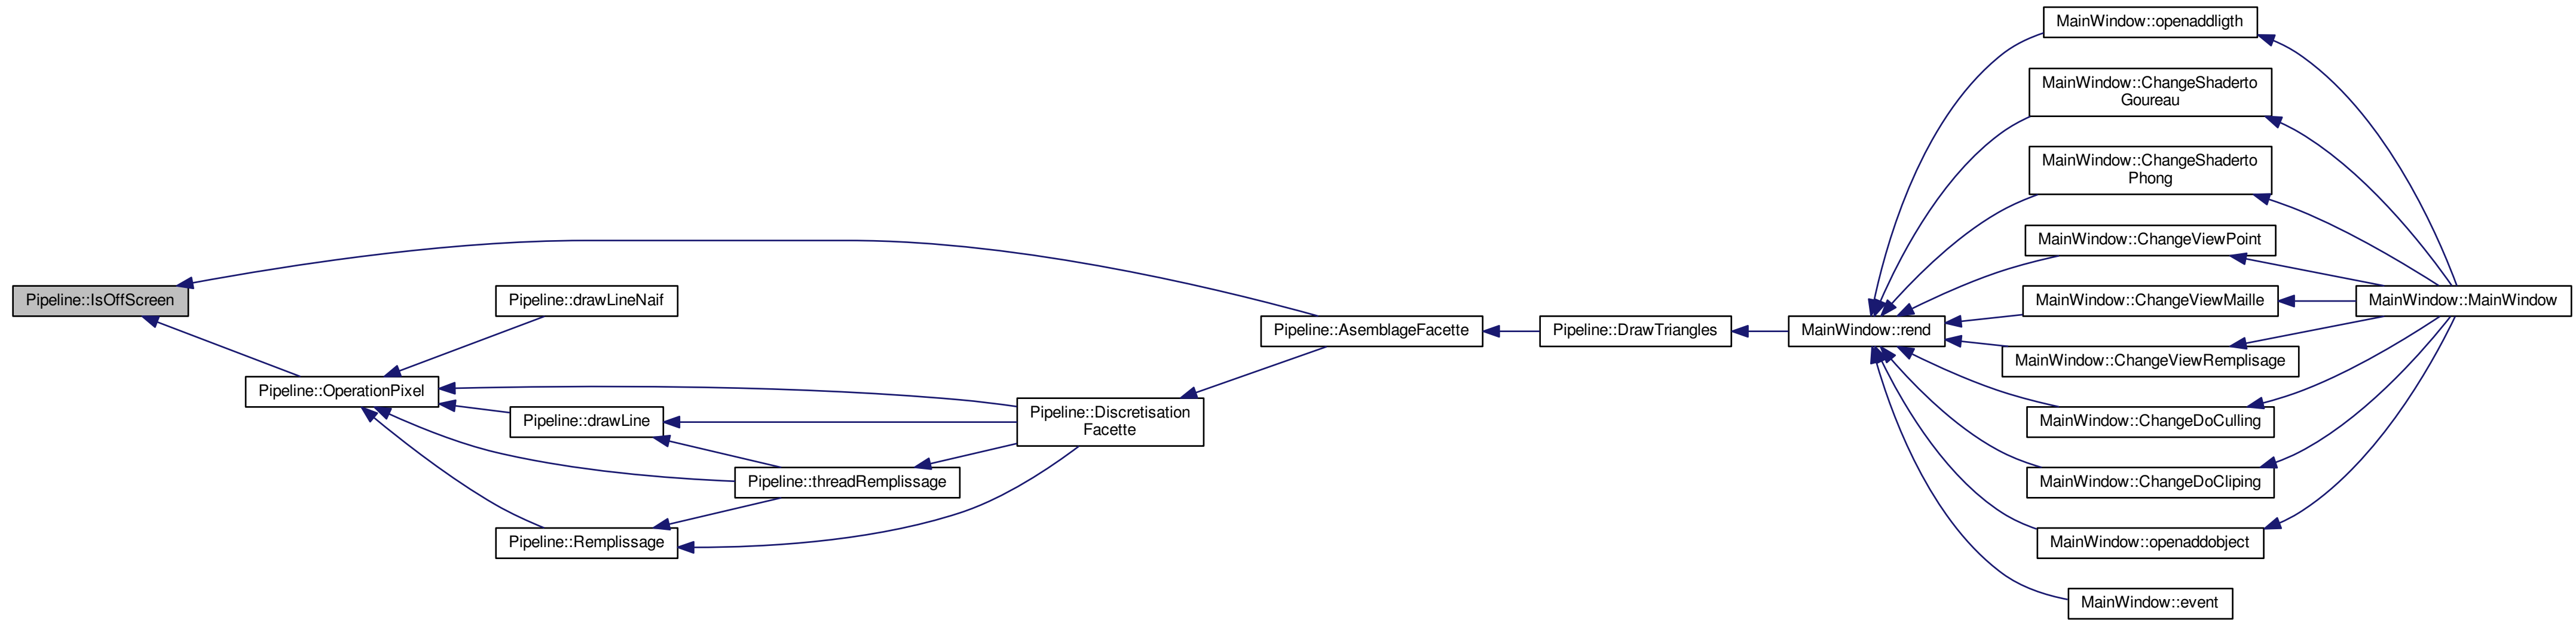 Pipeline::IsOffScreen
Pipeline::OperationPixel
Pipeline::drawLineNaif
Pipeline::drawLine
Pipeline::threadRemplissage
Pipeline::Remplissage
Pipeline::Discretisation
Facette
Pipeline::AsemblageFacette
Pipeline::DrawTriangles
MainWindow::rend
MainWindow::openaddligth
MainWindow::ChangeShaderto
Goureau
MainWindow::ChangeShaderto
Phong
MainWindow::ChangeViewPoint
MainWindow::ChangeViewMaille
MainWindow::ChangeViewRemplisage
MainWindow::ChangeDoCulling
MainWindow::ChangeDoCliping
MainWindow::openaddobject
MainWindow::event
MainWindow::MainWindow